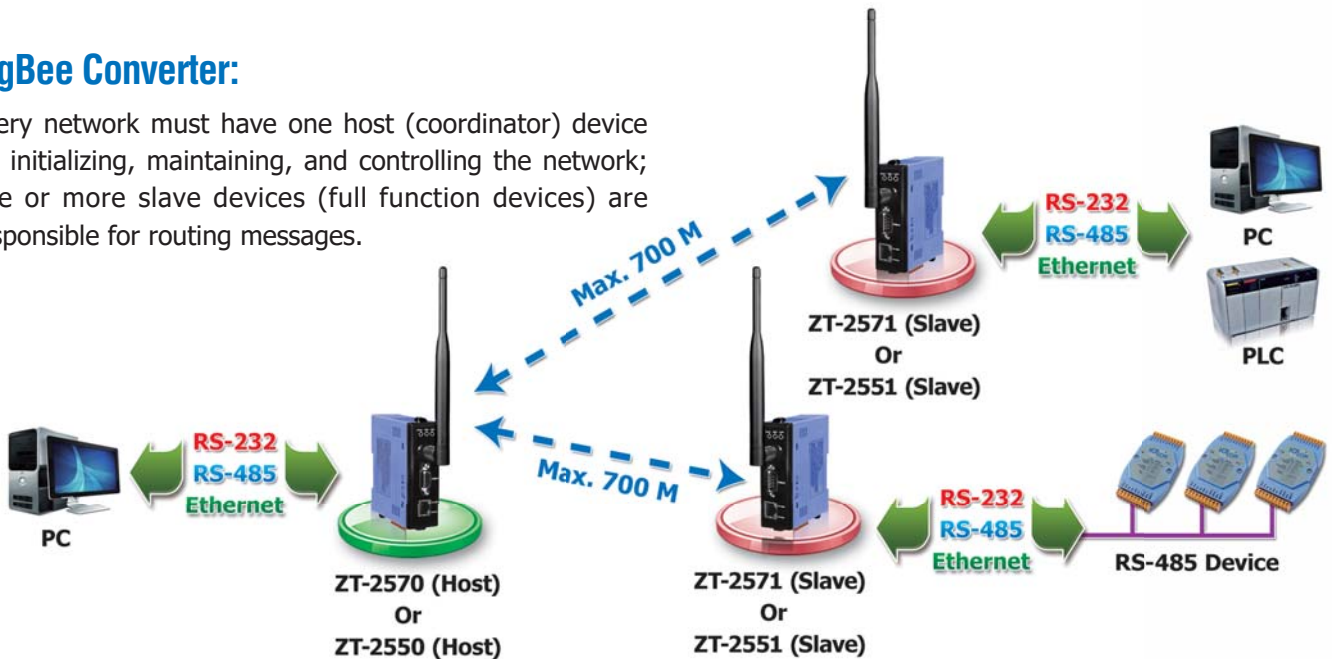 gBee Converter:
ery network must have one host (coordinator) device
initializing, maintaining, and controlling the network;
e or more slave devices (full function devices) are
sponsible for routing messages.
Max. 700 M
RS-232
RS-485
Ethernet
PC
PLC
ZT-2571 (Slave)
Or
ZT-2551 (Slave)
PC
RS-232
RS-485
Ethernet
Max. 700 M
ZT-2570 (Host)
Or
ZT-2550 (Host)
ZT-2571 (Slave)
Or
ZT-2551 (Slave)
RS-232
RS-485
Ethernet
RS-485 Device